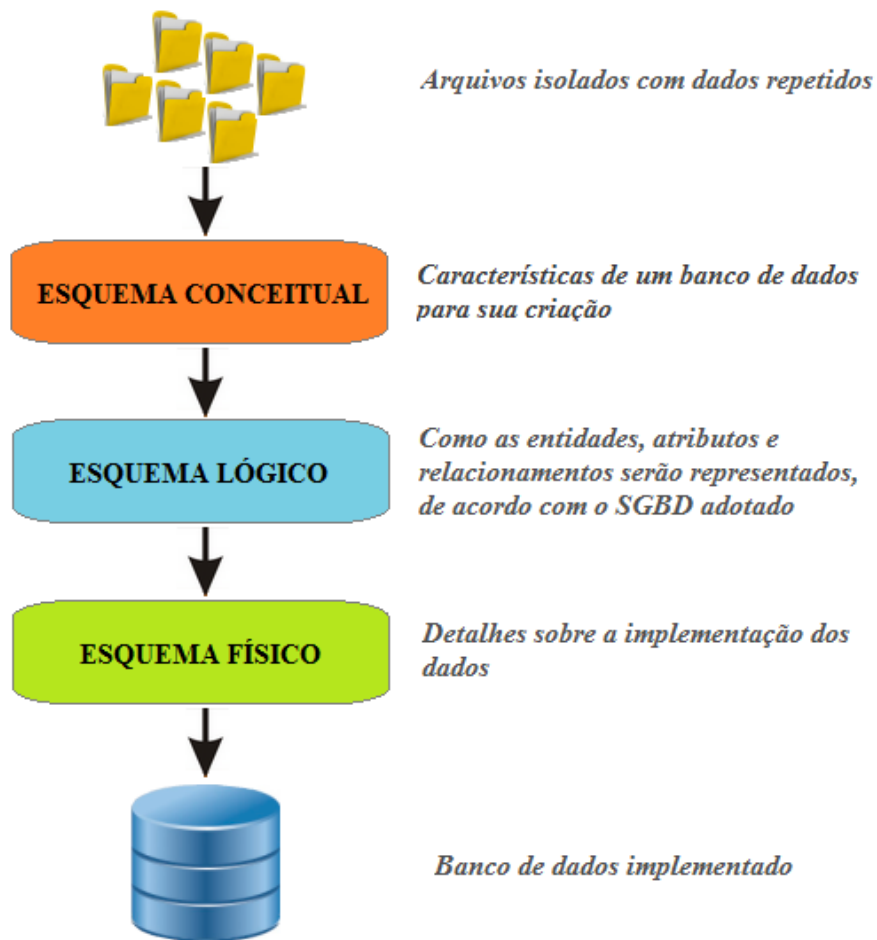 Arquivos isolados com dados repetidos
ESQUEMA CONCEITUAL
Característícas de um banco de dados
para sua criação
ESQUEMA LÓGICO
Como as entidades, atributos e
relacionamentos serão representados,
de acordo com o SGBD adotado
ESQUEMA FÍSICO
Detalhes sobre a implementação dos
dados
Banco de dados implementado